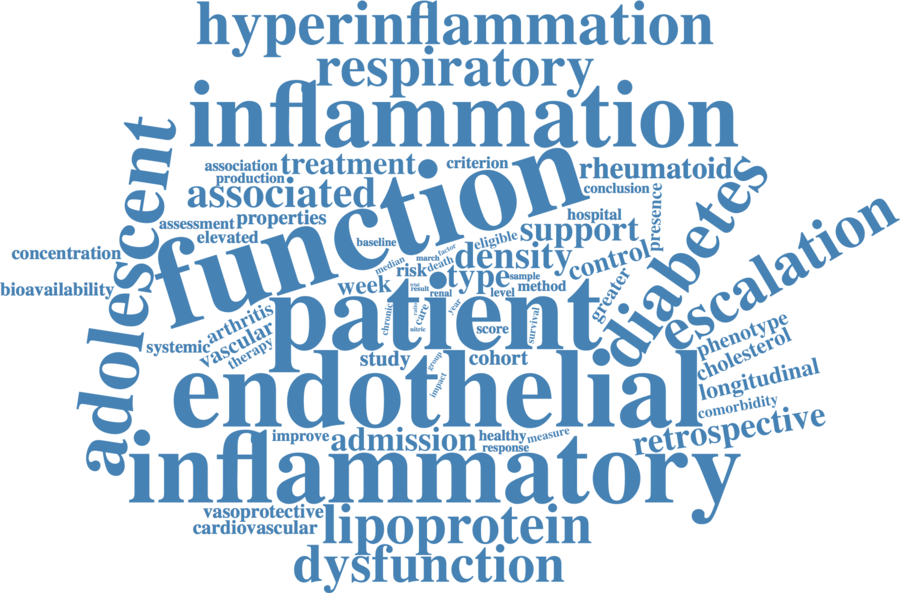 hyperinflammation
respiratory
inflammation
adolescent
association
treatment
criterion
rheumatoids
production
conclusion
associated
function
assessment
properties
elevated
presence
hospital
support
diabetes
escalation
concentration
bioavailability
baseline
eligible
factor
march
density
control
median
risk
death
type
sample
week
trial
result
renal
level
method
greater
patient
chronic
ratio
care
nitric
year
score
survival
arthritis
vascular
systemic
therapy
phenotype
cholesterol
study
group
cohort
longitudinal
impact
endothelial
comorbidity
retrospective
improve
admission
healthy
measure
response
inflammatory
vasoprotective
cardiovascular
lipoprotein
dysfunction